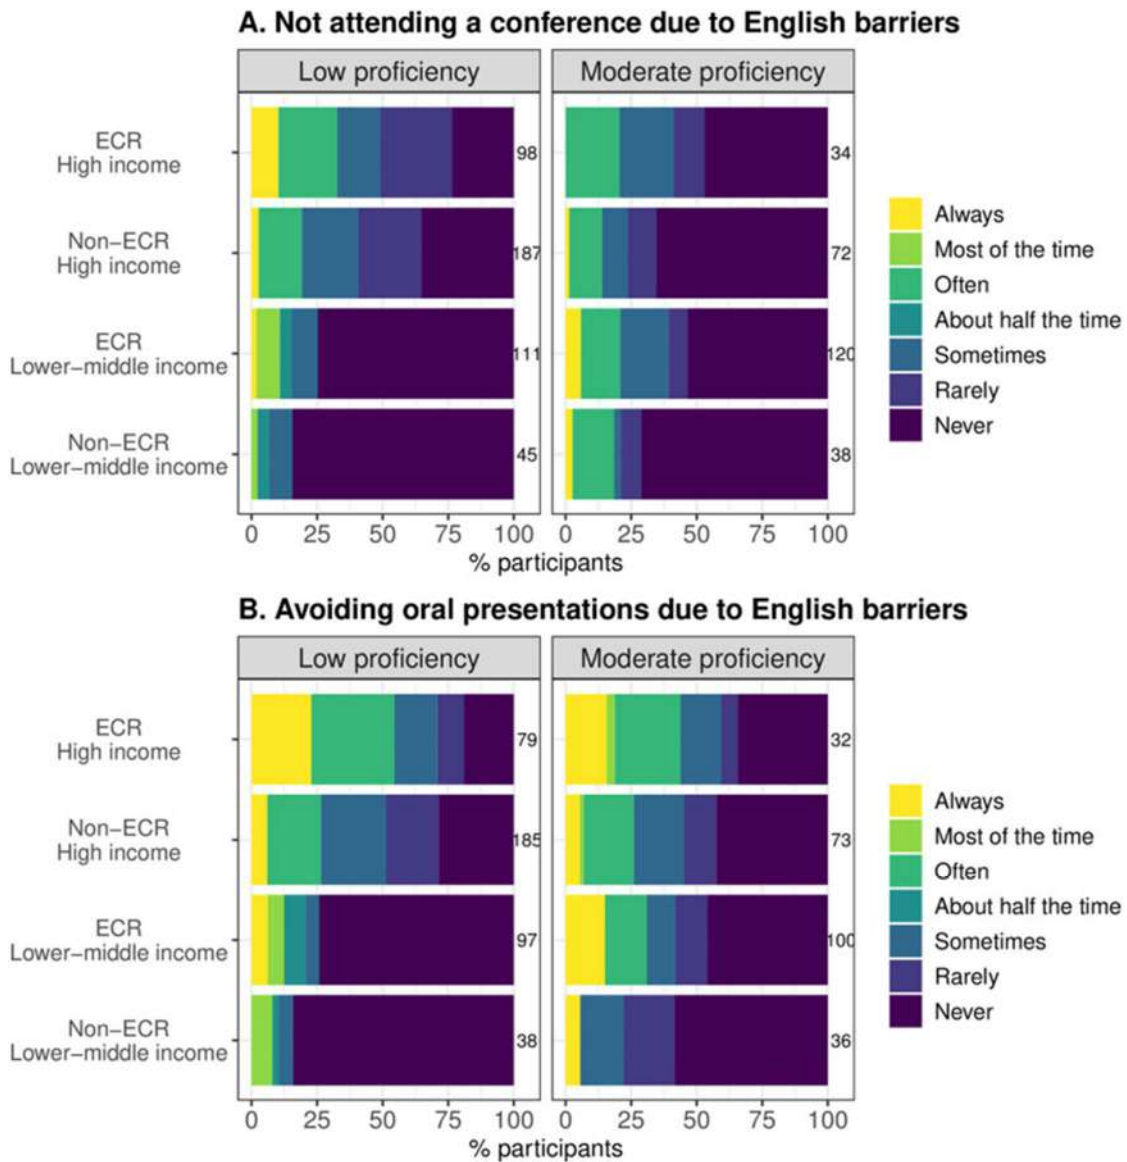 A. Not attending a conference due to English barriers
Low proficiency
Moderate proficiency
ECR
High income
98
34
Non−ECR
High income
187
72
ECR
Lower−middle income
111
120
Non−ECR
Lower−middle income
45
38
0 25 50 75 100
0 25 50 75 100
% participants
Always
Most of the time
Often
About half the time
Sometimes
Rarely
Never
B. Avoiding oral presentations due to English barriers
Low proficiency
Moderate proficiency
ECR
High income
79
32
Non−ECR
High income
185
73
ECR
Lower−middle income
97
100
Non−ECR
Lower−middle income
38
36
0 25 50 75 100
0 25 50 75 100
% participants
Always
Most of the time
Often
About half the time
Sometimes
Rarely
Never